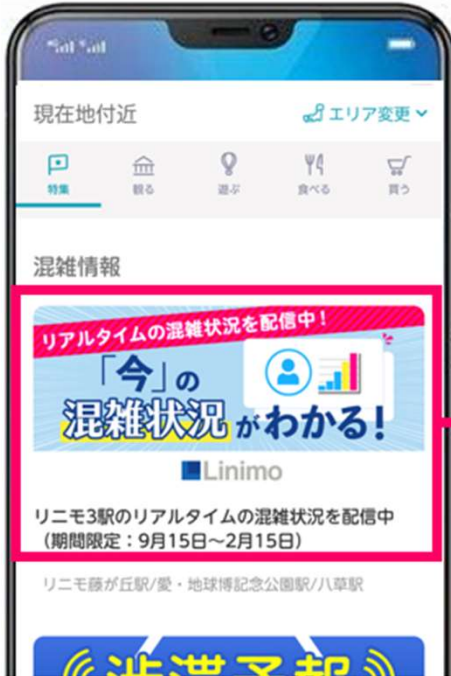 現在地付近
エリア変更
特集 観る 遊ぶ 食べる 買う
混雑情報
リアルタイムの混雑状況を配信中!
「今」の
混雑状況がわかる!
Linimo
リニモ3駅のリアルタイムの混雑状況を配信中
(期間限定:9月15日~2月15日)
リニモ藤が丘駅/愛・地球博記念公園駅/八草駅
渋滞予報